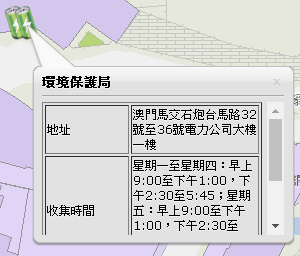 環境保護局
地址
澳門馬交石炮台馬路32
號至36號電力公司大樓
一樓
收集時間
星期一至星期四：早上
9:00至下午1:00，下
午2:30至5:45；星期
五：早上9:00至下午
1:00，下午2:30至